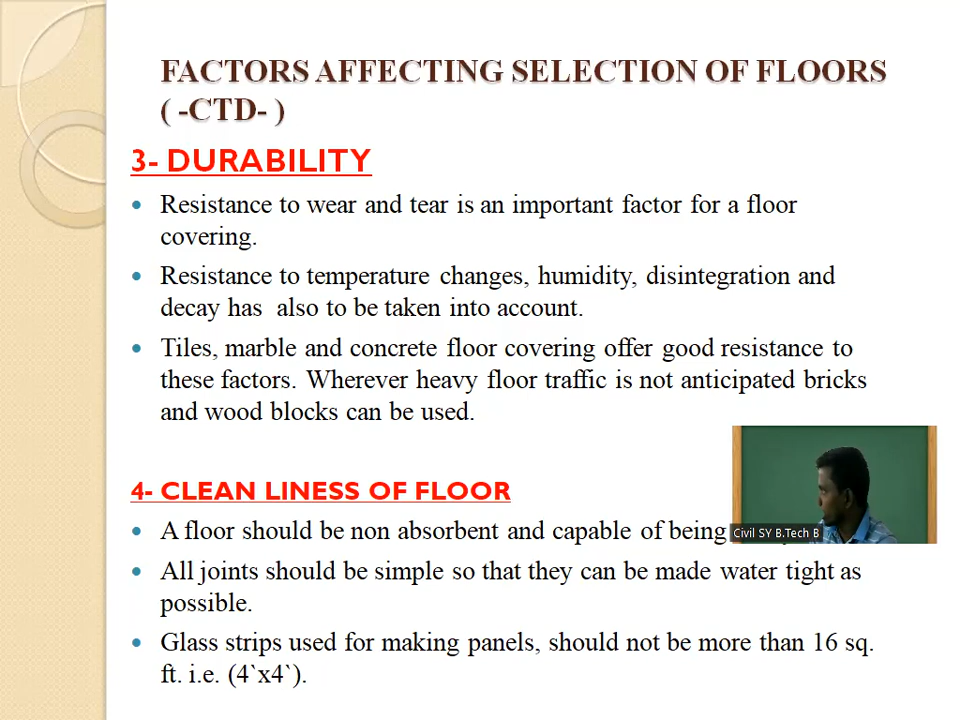 FACTORS AFFECTING SELECTION OF FLOORS
( -CTD- )
3- DURABILITY
Resistance to wear and tear is an important factor for a floor
covering.
Resistance to temperature changes, humidity, disintegration and
decay has also to be taken into account.
Tiles, marble and concrete floor covering offer good resistance to
these factors. Wherever heavy floor traffic is not anticipated bricks
and wood blocks can be used.
4- CLEAN LINESS OF FLOOR
A floor should be non absorbent and capable of being
Civil SY B.Tech B
All joints should be simple so that they can be made water tight as
possible.
Glass strips used for making panels, should not be more than 16 sq.
ft. i.e. (4`x4`).